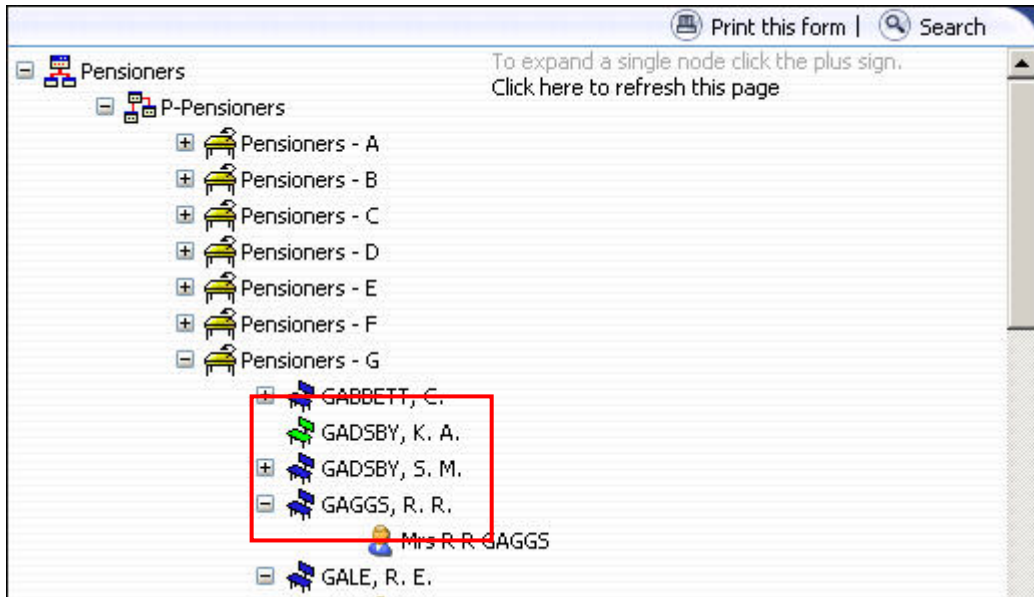 Print this form | Search
Pensioners
To expand a single node click the plus sign.
Click here to refresh this page
P-Pensioners
Pensioners - A
Pensioners - B
Pensioners - C
Pensioners - D
Pensioners - E
Pensioners - F
Pensioners - G
GABBETT, C.
GADSBY, K. A.
GADSBY, S. M.
GAGGS, R. R.
Mrs R R GAGGS
GALE, R. E.